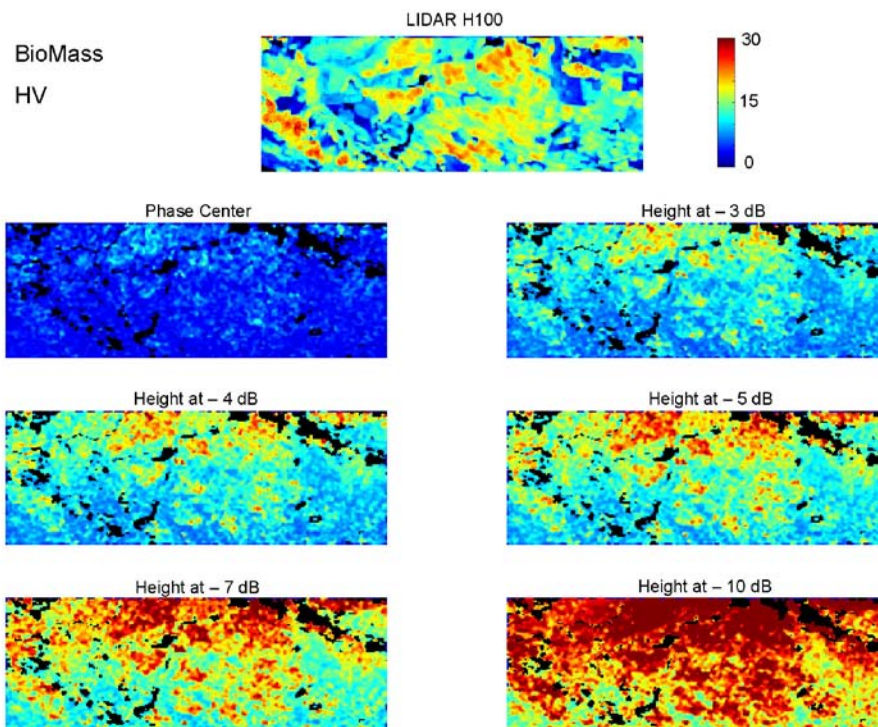 LIDAR H100
BioMass
HV
30
15
0
Phase Center
Height at – 3 dB
Height at – 4 dB
Height at – 5 dB
Height at – 7 dB
Height at – 10 dB